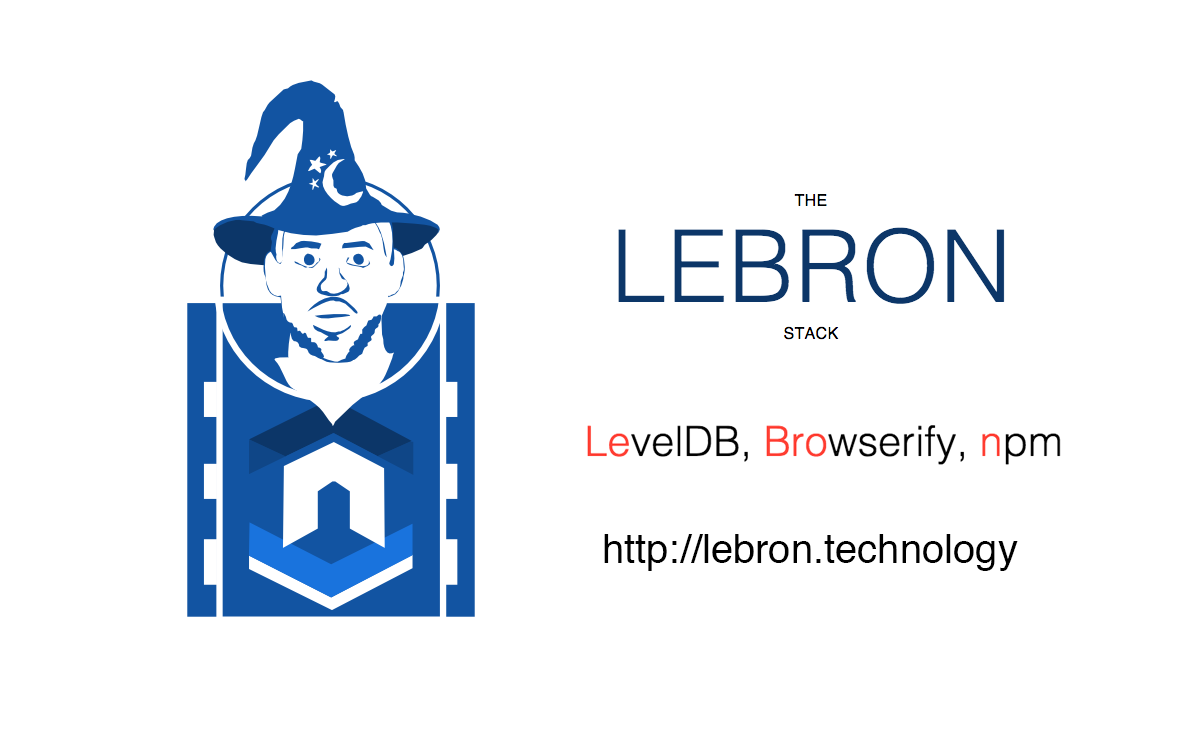 THE
LEBRON
STACK
LevelDB, Browserify, npm
http://lebron.technology